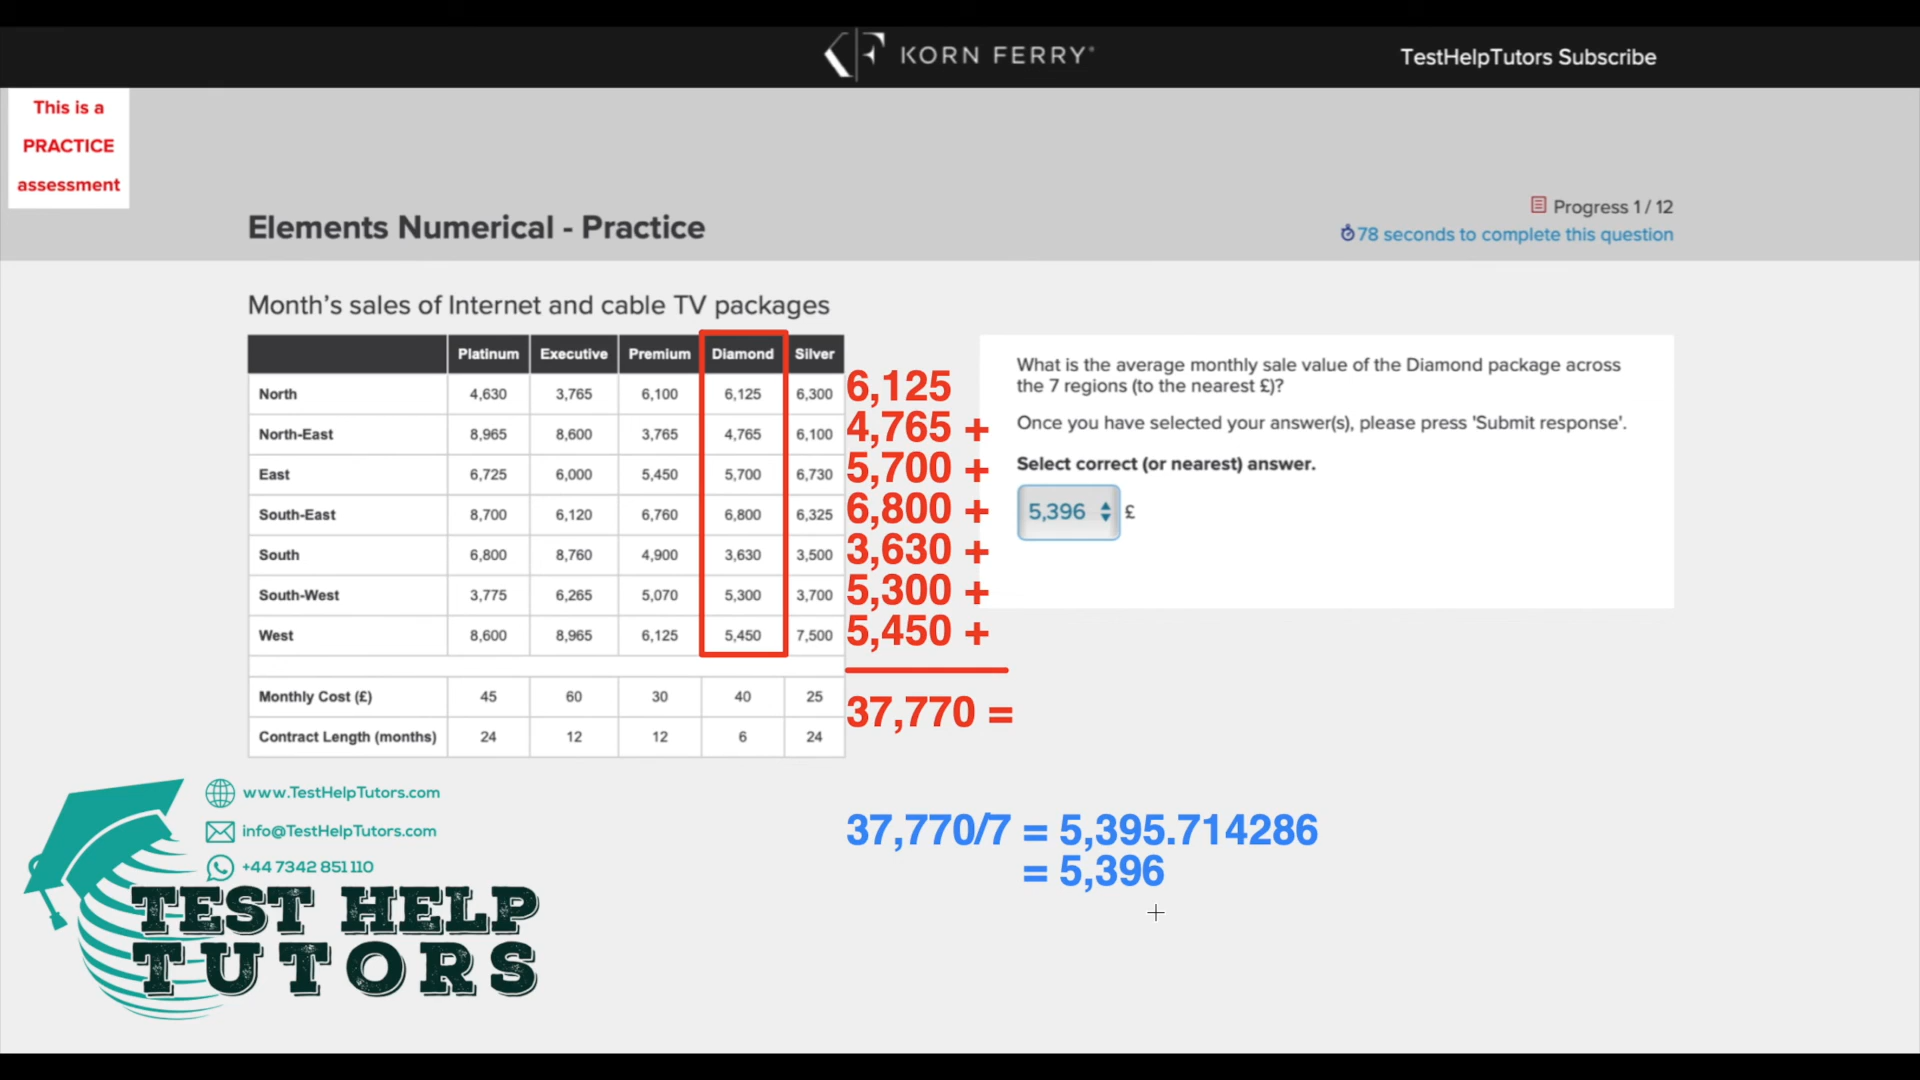 KORN FERRY
TestHelpTutors Subscribe
This is a
PRACTICE
assessment
Elements Numerical - Practice
Progress 1 / 12
78 seconds to complete this question
Month's sales of Internet and cable TV packages
Platinum Executive Premium Diamond Silver
North 4,630 3,765 6,100 6,125 6,300
North-East 8,965 8,600 3,765 4,765 6,100
East 6,725 6,000 5,450 5,700 6,730
South-East 8,700 6,120 6,760 6,800 6,325
South 6,800 8,760 4,900 3,630 3,500
South-West 3,775 6,265 5,070 5,300 3,700
West 8,600 8,965 6,125 5,450 7,500
Monthly Cost (£) 45 60 30 40 25
Contract Length (months) 24 12 12 6 24
6,125
4,765 +
5,700 +
6,800 +
3,630 +
5,300 +
5,450 +
37,770 =
What is the average monthly sale value of the Diamond package across
the 7 regions (to the nearest £)?
Once you have selected your answer(s), please press 'Submit response'.
Select correct (or nearest) answer.
5,396 £
37,770/7 = 5,395.714286
= 5,396
www.TestHelpTutors.com
info@TestHelpTutors.com
+44 7342 851 110
TEST HELP
TUTORS